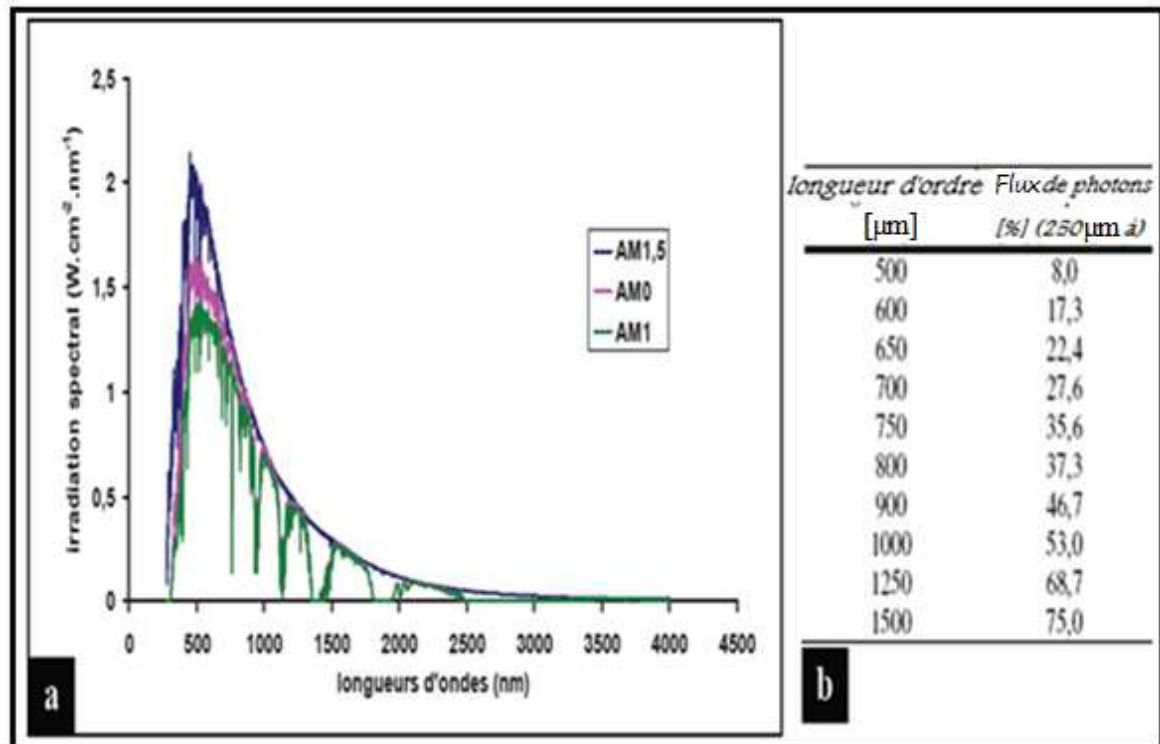 2,5
2
1,5
1
0,5
0
irradiation spectral (W.cm⁻².nm⁻¹)
AM1,5
AM0
AM1
0 500 1000 1500 2000 2500 3000 3500 4000 4500
longueurs d'ondes (nm)
a
longueur d'ordre Flux de photons
[μm] [%] (250μm à)
500 8,0
600 17,3
650 22,4
700 27,6
750 35,6
800 37,3
900 46,7
1000 53,0
1250 68,7
1500 75,0
b